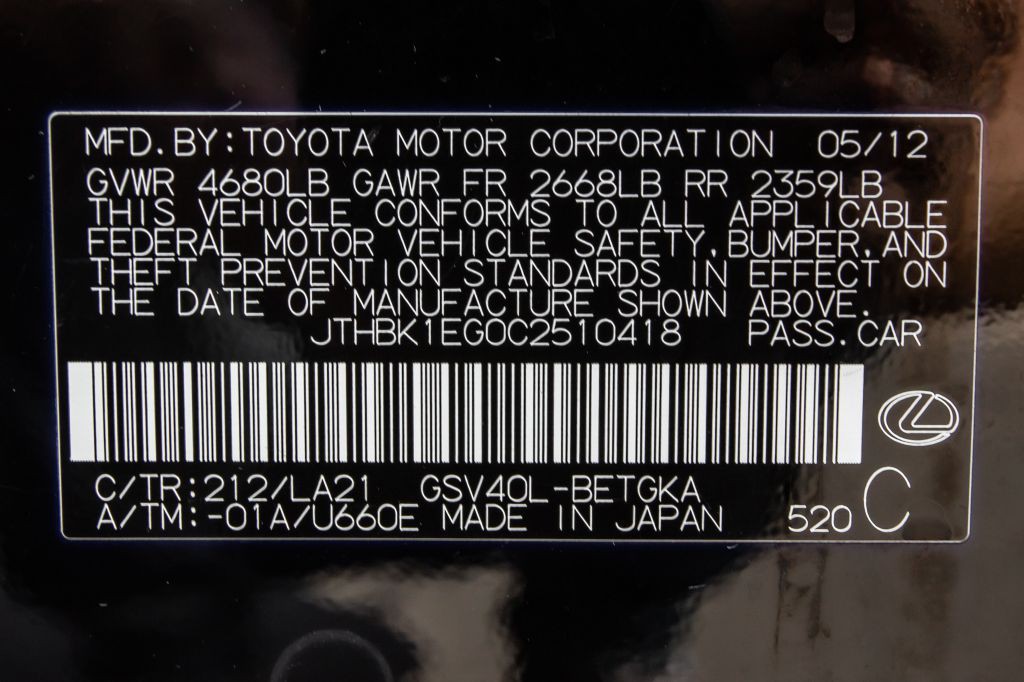 MFD.BY:TOYOTA MOTOR CORPORATION 05/12
GVWR 4680LB GAWR FR 2668LB RR 2359LB
THIS VEHICLE CONFORMS TO ALL APPLICABLE
FEDERAL MOTOR VEHICLE SAFETY,BUMPER,AND
THEFT PREVENTION STANDARDS IN EFFECT ON
THE DATE OF MANUFACTURE SHOWN ABOVE.
JTHBK1EG0C2510418 PASS.CAR
C/TR:212/LA21 GSV40L-BETGKA
A/TM:-01A/U660E MADE IN JAPAN 520 C